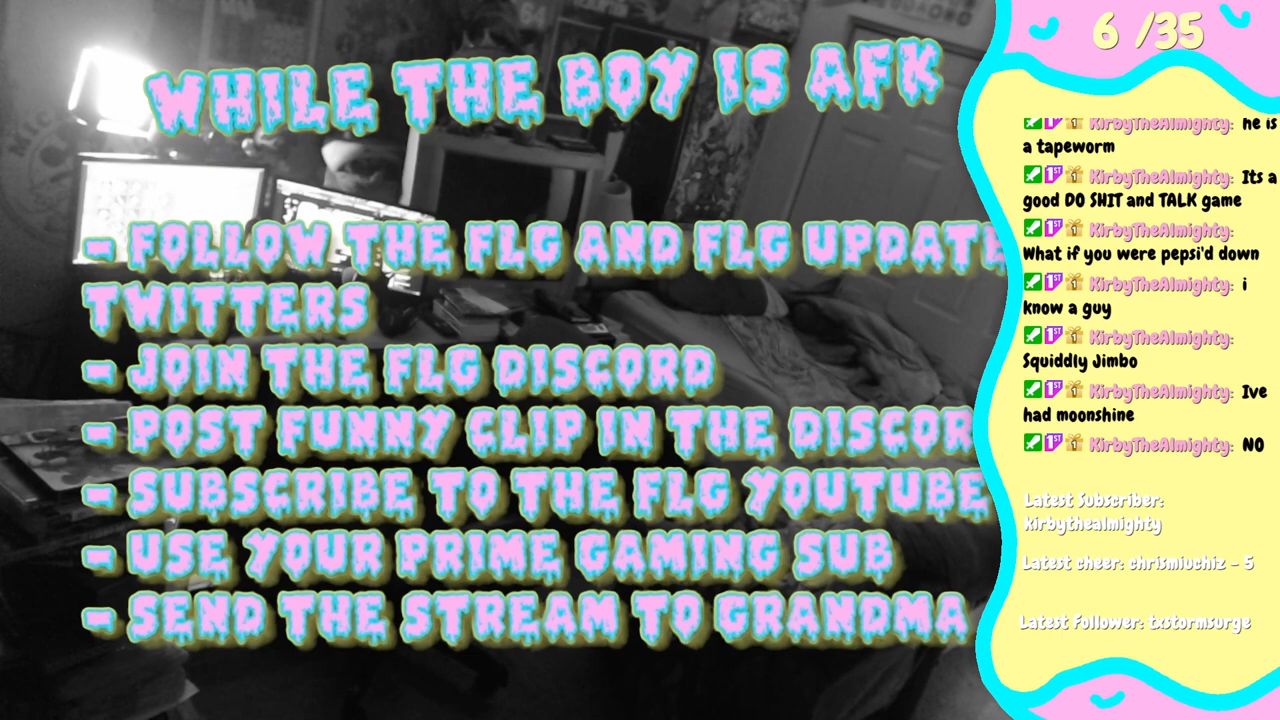 WHILE THE BOY IS AFK
- FOLLOW THE FLG AND FLG UPDATE
TWITTERS
- JOIN THE FLG DISCORD
- POST FUNNY CLIP IN THE DISCOR
- SUBSCRIBE TO THE FLG YOUTUBE
- USE YOUR PRIME GAMING SUB
- SEND THE STREAM TO GRANDMA
6 /35
KirbyTheAlmighty: he is
a tapeworm
KirbyTheAlmighty: Its a
good DO SHIT and TALK game
KirbyTheAlmighty:
What if you were pepsi'd down
KirbyTheAlmighty: i
know a guy
KirbyTheAlmighty:
Squiddly Jimbo
KirbyTheAlmighty: Ive
had moonshine
KirbyTheAlmighty: NO
Latest Subscriber:
kirbythealmighty
Latest cheer: chrismiuchiz - 5
Latest Follower: txstormsurge